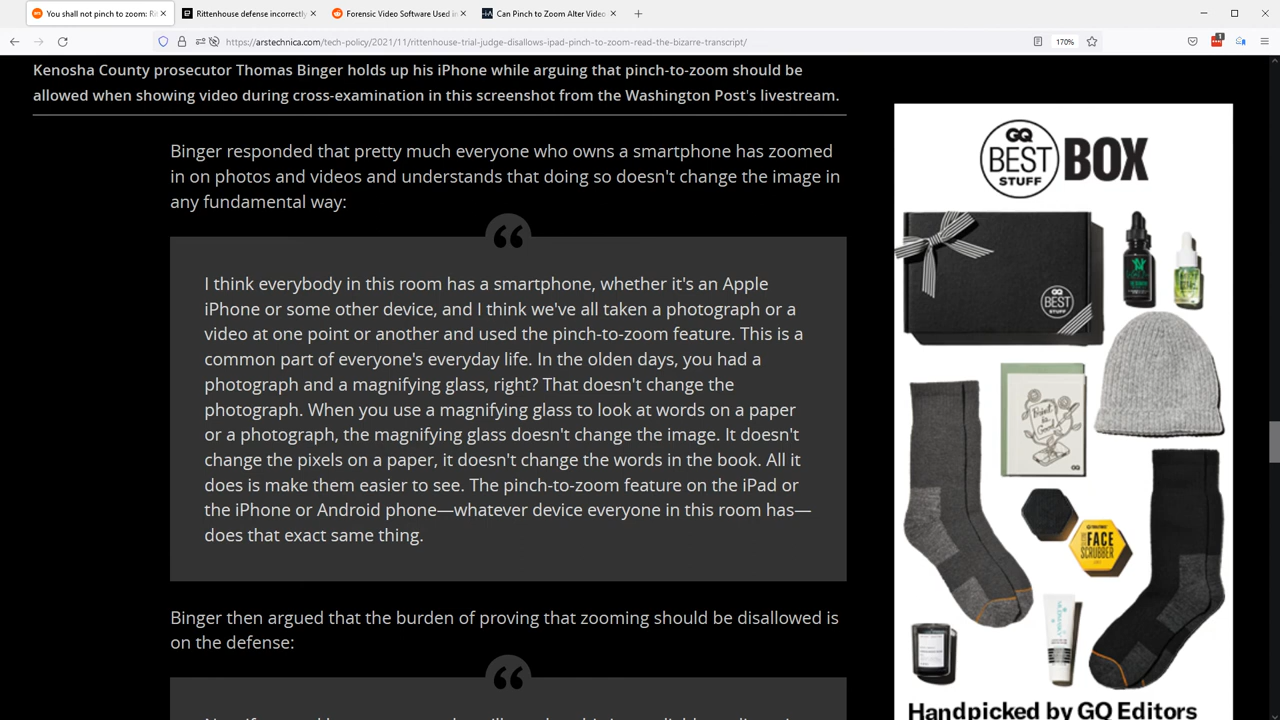 You shall not pinch to zoom: Ri
Rittenhouse defense incorrectly
Forensic Video Software Used in
Can Pinch to Zoom Alter Video
https://arstechnica.com/tech-policy/2021/11/rittenhouse-trial-judge-disallows-ipad-pinch-to-zoom-read-the-bizarre-transcript/
170%
1
Kenosha County prosecutor Thomas Binger holds up his iPhone while arguing that pinch-to-zoom should be
allowed when showing video during cross-examination in this screenshot from the Washington Post's livestream.
Binger responded that pretty much everyone who owns a smartphone has zoomed
in on photos and videos and understands that doing so doesn't change the image in
any fundamental way:
I think everybody in this room has a smartphone, whether it's an Apple
iPhone or some other device, and I think we've all taken a photograph or a
video at one point or another and used the pinch-to-zoom feature. This is a
common part of everyone's everyday life. In the olden days, you had a
photograph and a magnifying glass, right? That doesn't change the
photograph. When you use a magnifying glass to look at words on a paper
or a photograph, the magnifying glass doesn't change the image. It doesn't
change the pixels on a paper, it doesn't change the words in the book. All it
does is make them easier to see. The pinch-to-zoom feature on the iPad or
the iPhone or Android phone—whatever device everyone in this room has—
does that exact same thing.
Binger then argued that the burden of proving that zooming should be disallowed is
on the defense:
GQ
BEST
STUFF
BOX
GQ
BEST
STUFF
GQ
FACE
SCRUBBER
Handpicked by GQ Editors